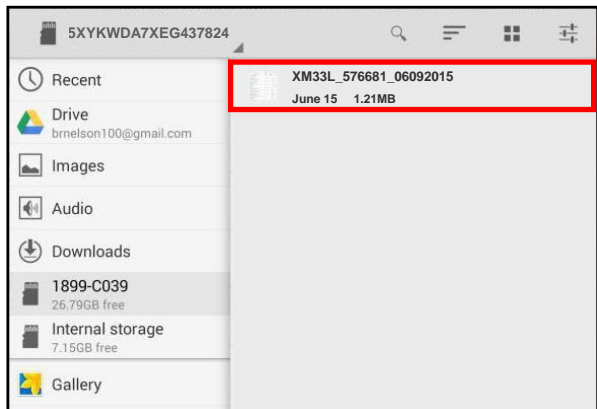 5XYKWDA7XEG437824
Recent
Drive
brnelson100@gmail.com
Images
Audio
Downloads
1899-C039
26.79GB free
Internal storage
7.15GB free
Gallery
XM33L_576681_06092015
June 15 1.21MB